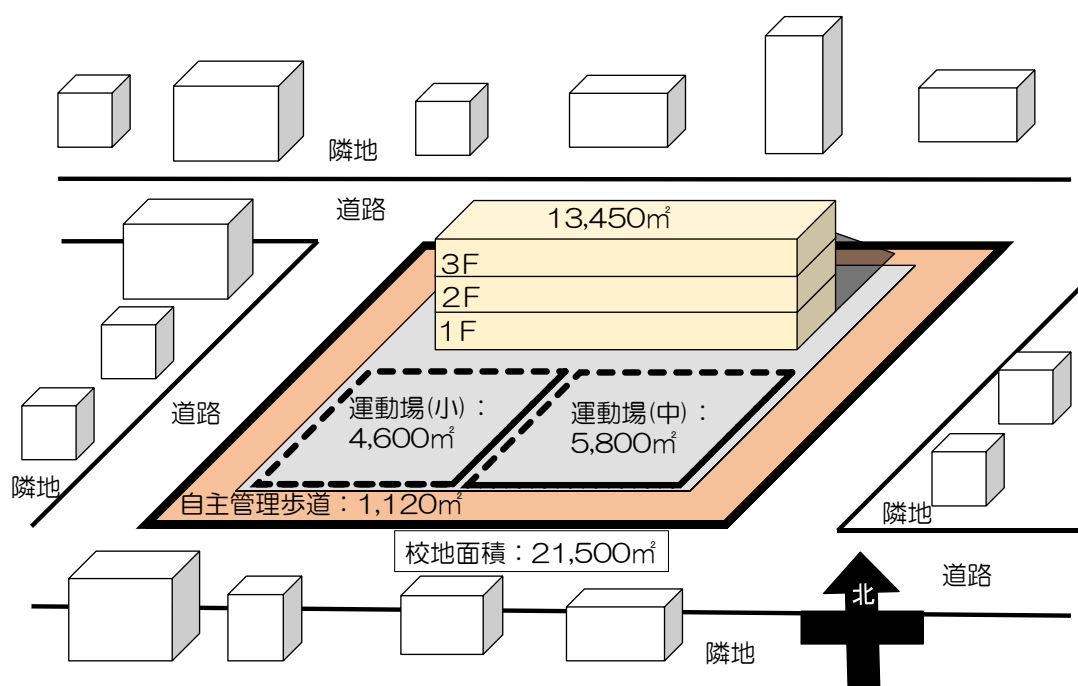 隣地
道路
13,450㎡
3F
2F
1F
運動場(小)：
4,600㎡
運動場(中)：
5,800㎡
道路
隣地
自主管理歩道：1,120㎡
隣地
校地面積：21,500㎡
道路
北
隣地